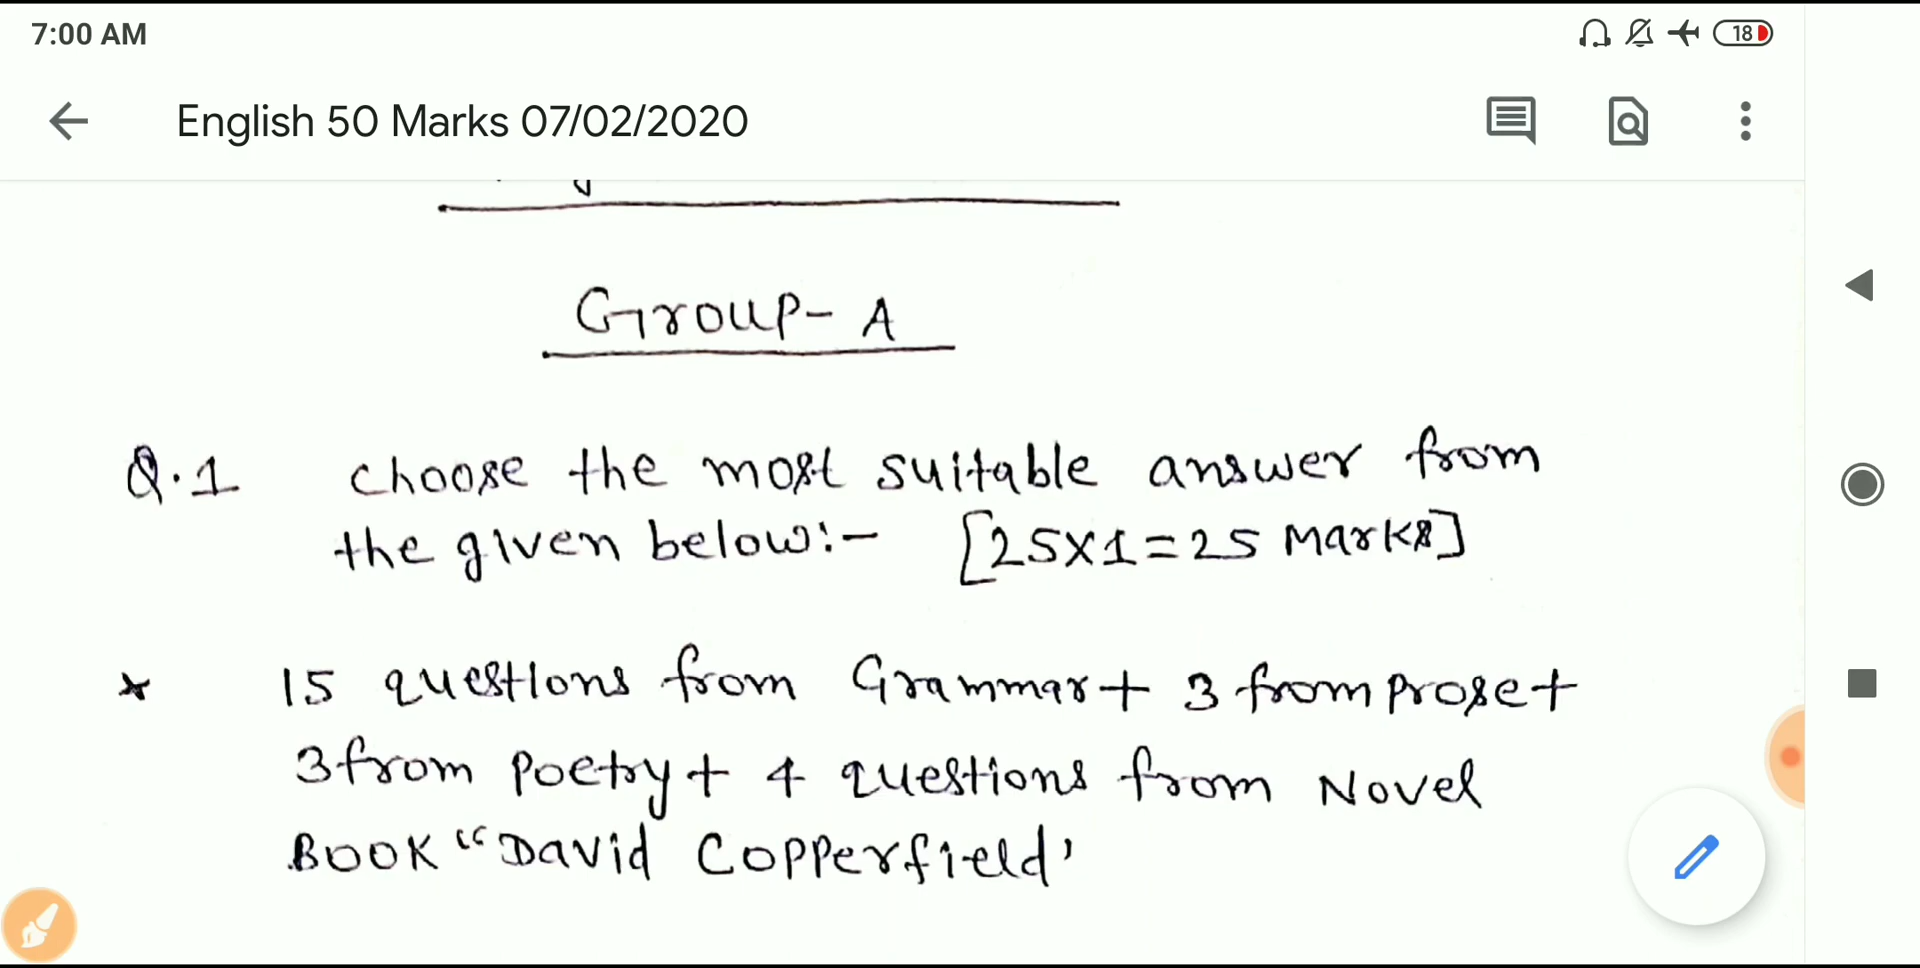 7:00 AM
18
English 50 Marks 07/02/2020
Group- A
Q.1 choose the most suitable answer from
the given below:- [25x1=25 Marks]
* 15 questions from Grammar + 3 from prose +
3 from poetry + 4 questions from Novel
Book “David Copperfield’